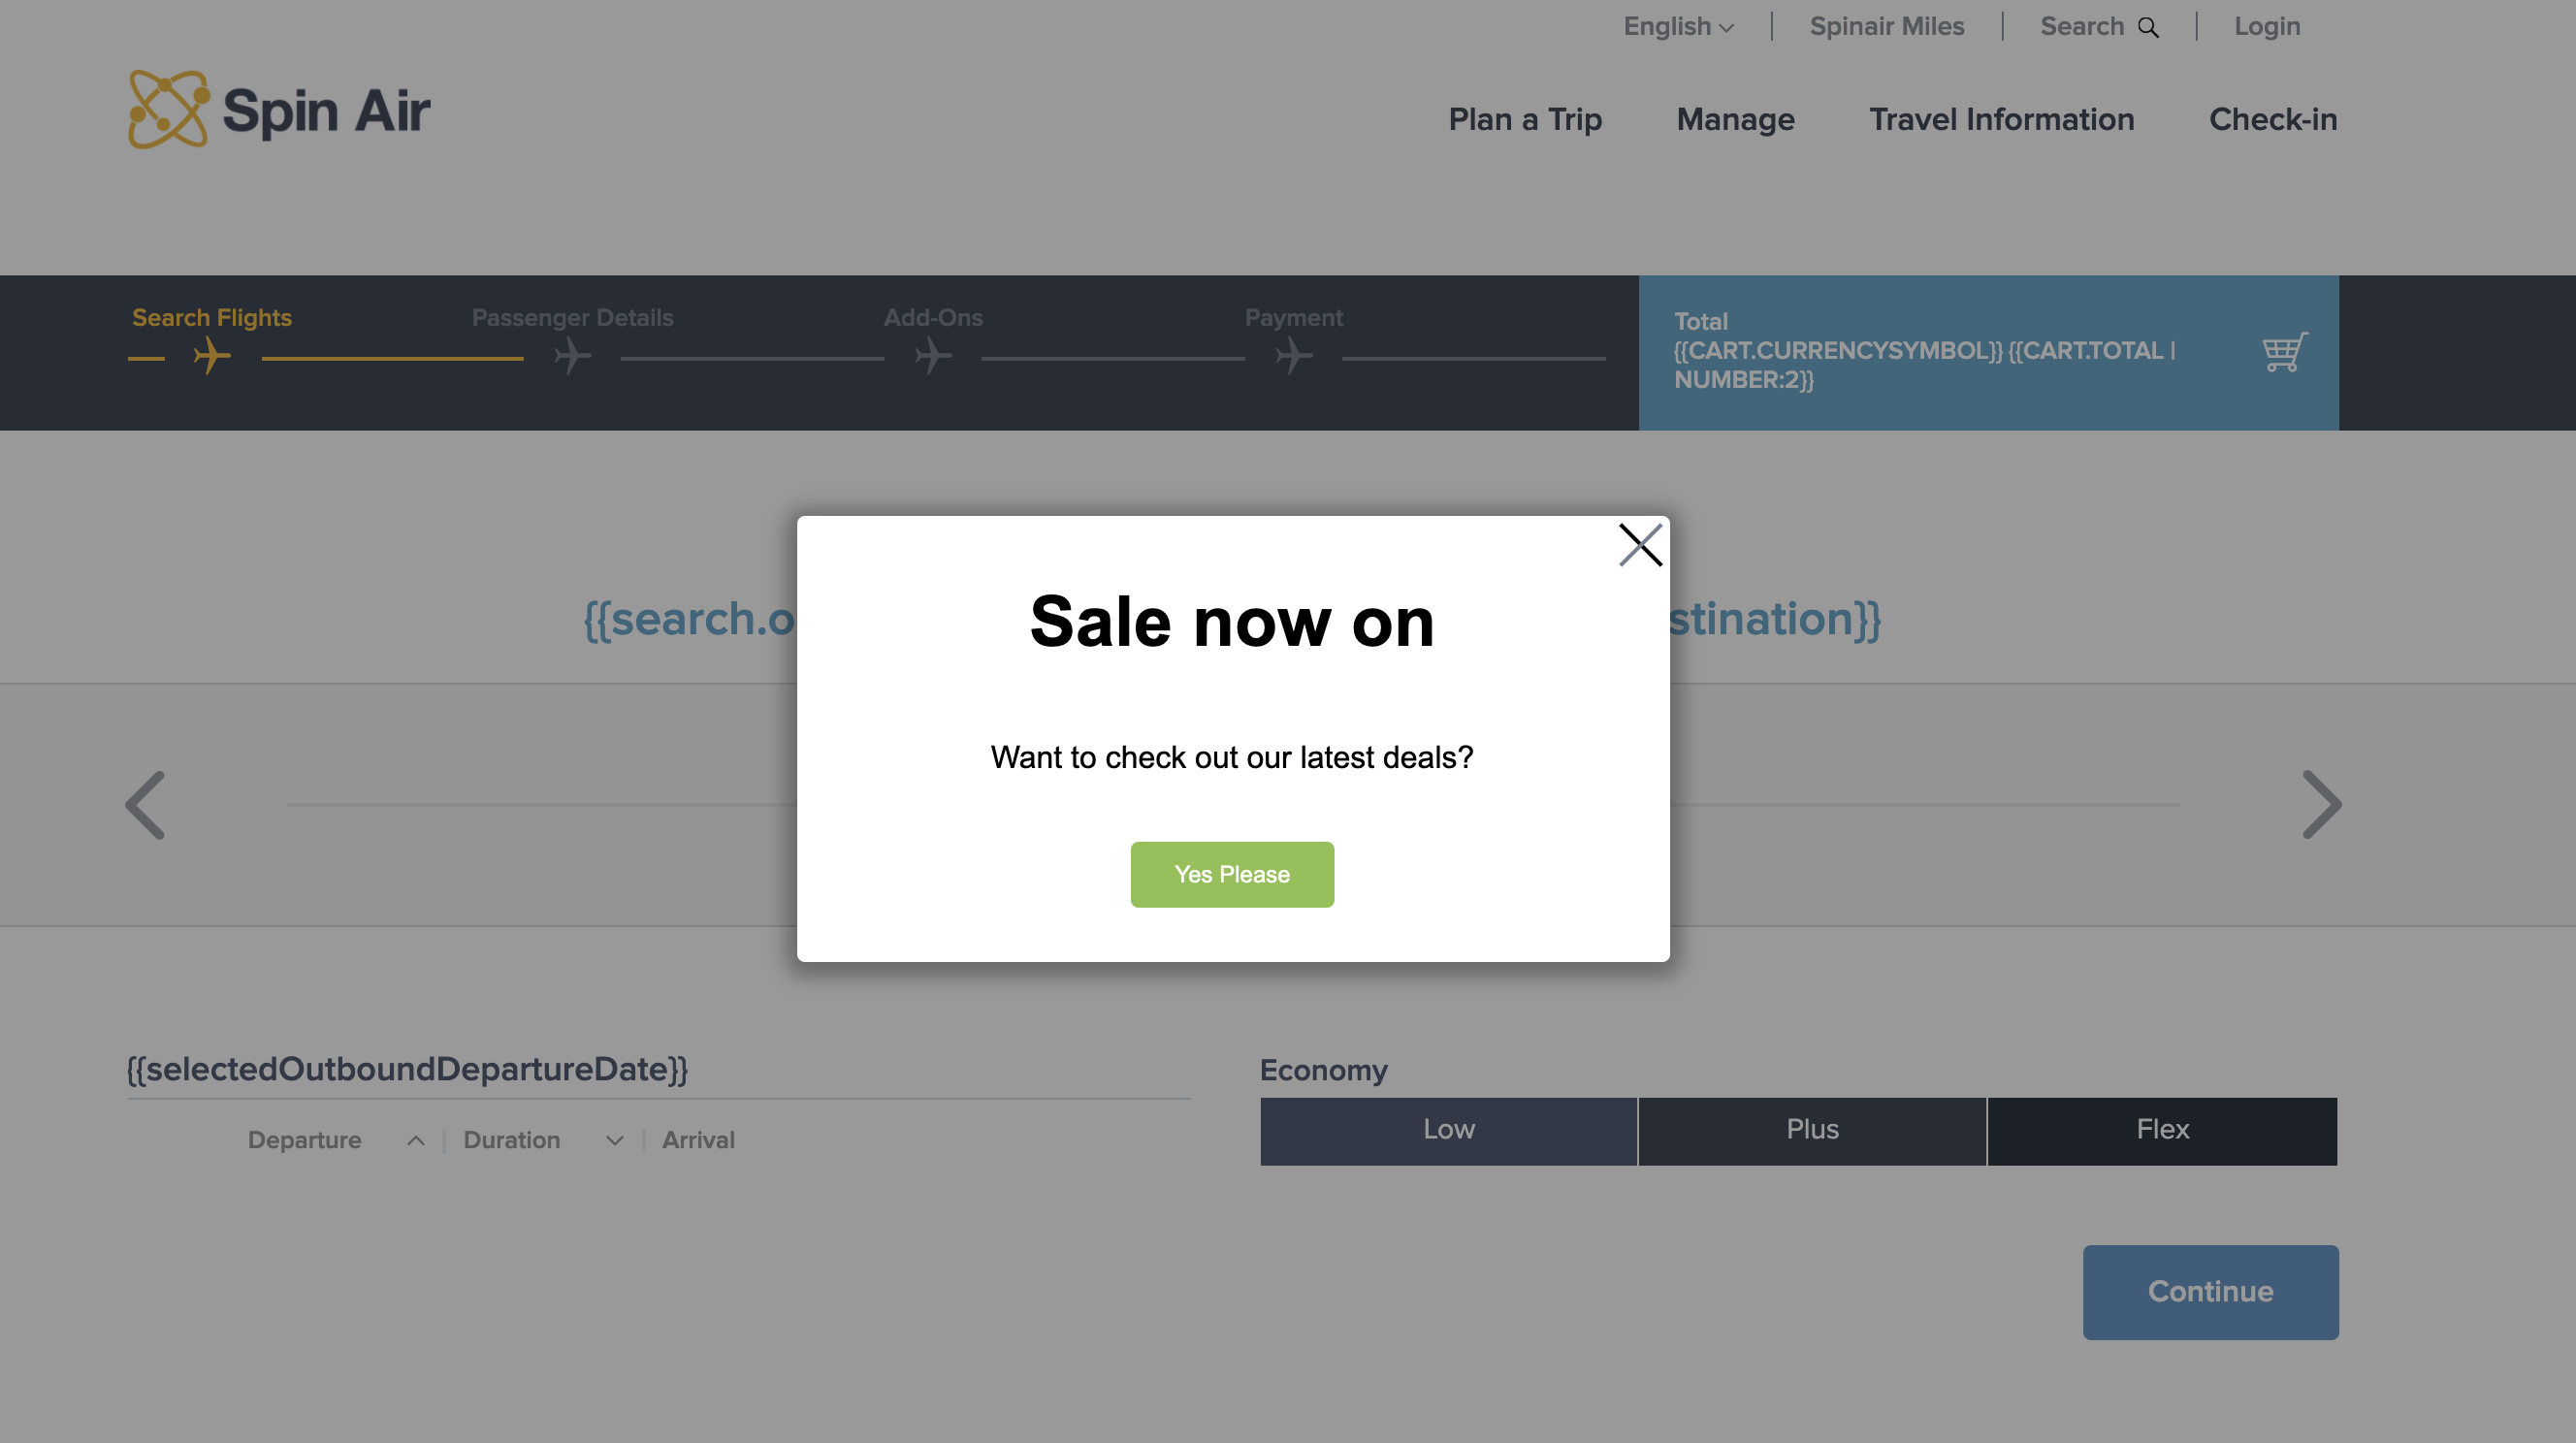 English
Spinair Miles
Search
Login
Spin Air
Plan a Trip
Manage
Travel Information
Check-in
Search Flights
Passenger Details
Add-Ons
Payment
Total
{{CART.CURRENCYSYMBOL}} {{CART.TOTAL |
NUMBER:2}}
{{search.o
stination}}
Sale now on
Want to check out our latest deals?
Yes Please
{{selectedOutboundDepartureDate}}
Departure
Duration
Arrival
Economy
Low
Plus
Flex
Continue